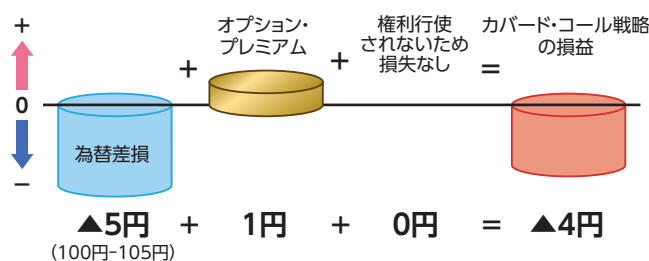 +
オプション・
プレミアム
権利行使
されないため
損失なし
カバード・コール戦略
の損益
+
+
=
0
為替差損
−
▲5円 + 1円 + 0円 = ▲4円
(100円−105円)